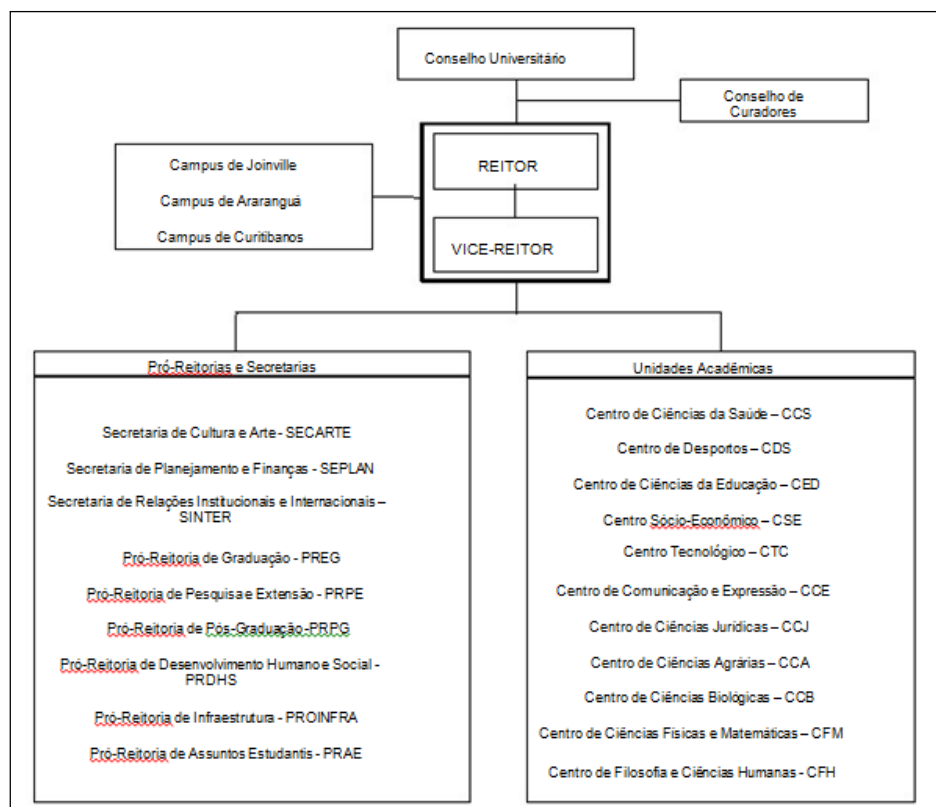 Conselho Universitário
Conselho de
Curadores
Campus de Joinville
Campus de Araranguá
Campus de Curitibanos
REITOR
VICE-REITOR
Pró-Reitorias e Secretarias
Secretaria de Cultura e Arte- SECARTE
Secretaria de Planejamento e Finanças - SEPLAN
Secretaria de Relações Institucionais e Internacionais –
SINTER
Pró-Reitoria de Graduação - PREG
Pró-Reitoria de Pesquisa e Extensão - PRPE
Pró-Reitoria de Pós-Graduação -PRPG
Pró-Reitoria de Desenvolvimento Humano e Social -
PRDHS
Pró-Reitoria de Infraestrutura - PROINFRA
Pró-Reitoria de Assuntos Estudantis - PRAE
Unidades Acadêmicas
Centro de Ciências da Saúde – CCS
Centro de Desportos – CDS
Centro de Ciências da Educação – CED
Centro Sócio-Econômico – CSE
Centro Tecnológico – CTC
Centro de Comunicação e Expressão – CCE
Centro de Ciências Jurídicas – CCJ
Centro de Ciências Agrárias – CCA
Centro de Ciências Biológicas – CCB
Centro de Ciências Físicas e Matemáticas – CFM
Centro de Filosofia e Ciências Humanas - CFH